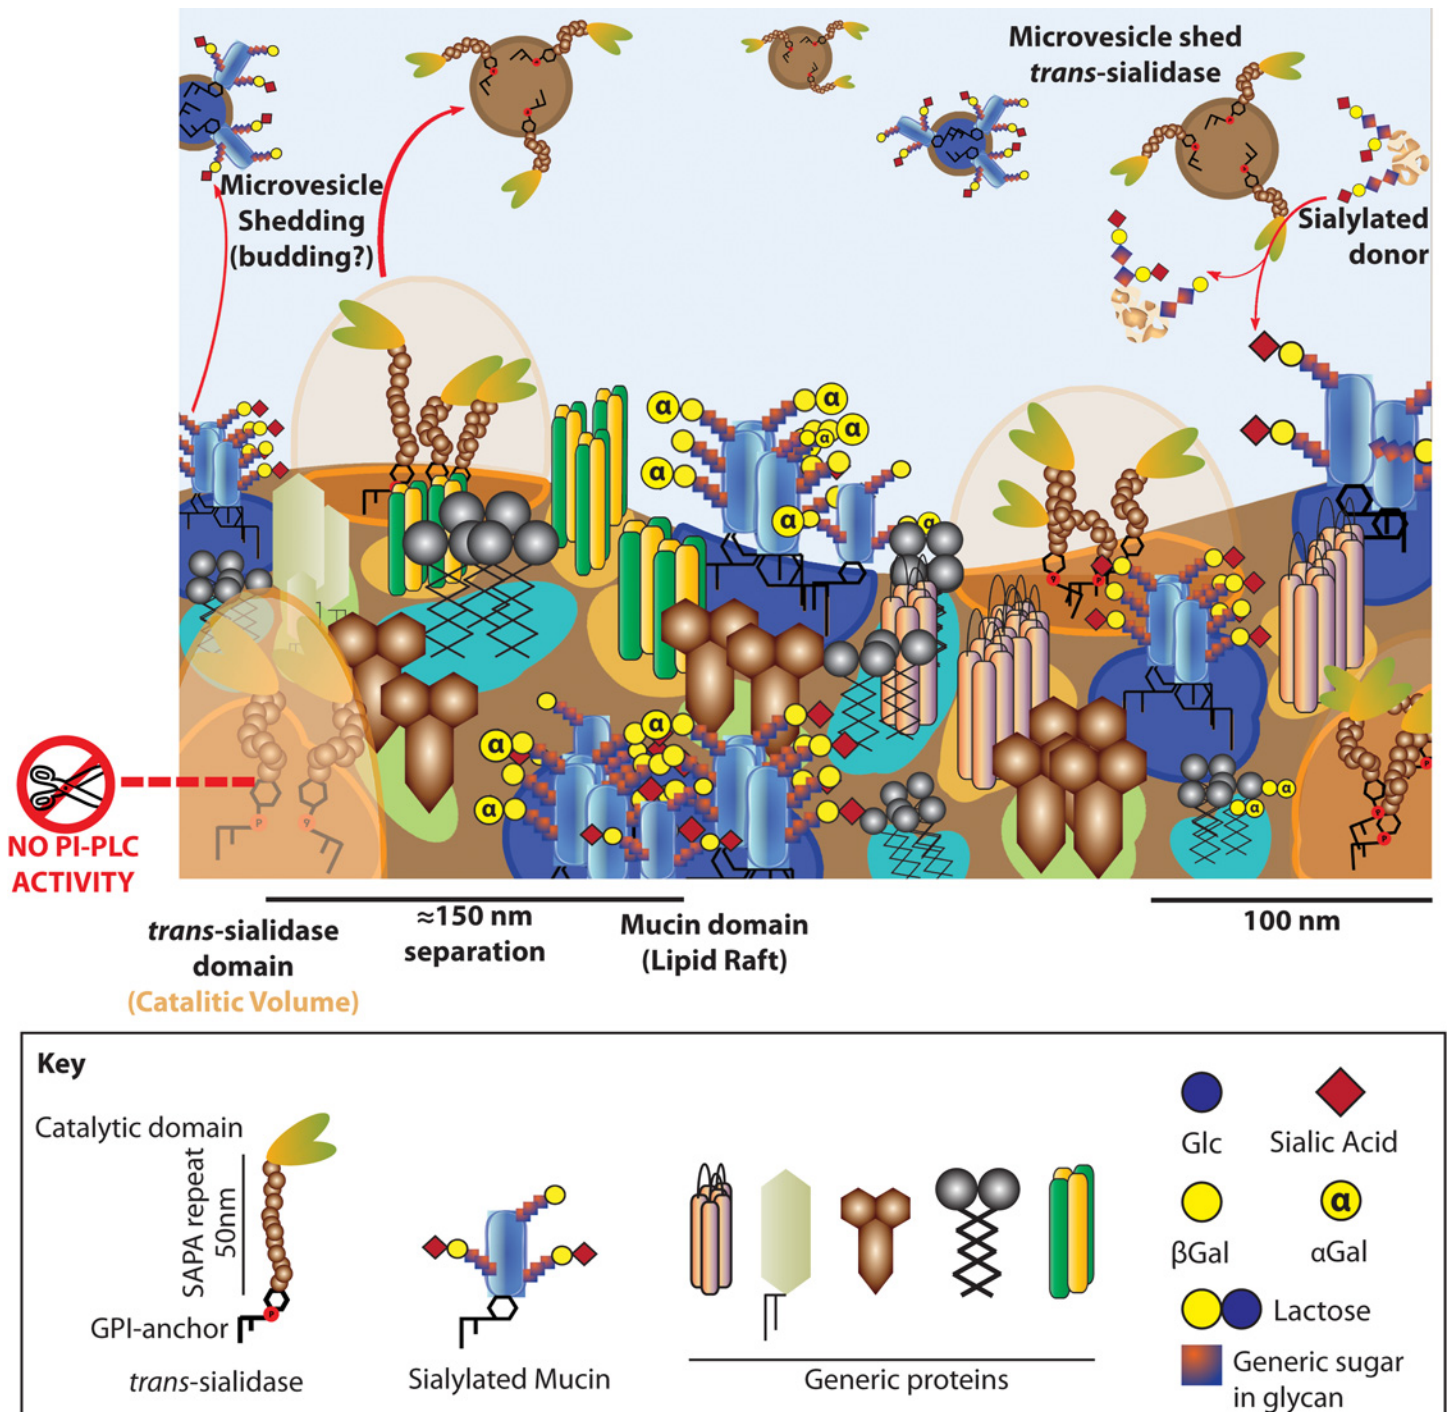 Microvesicle shed
trans-sialidase
Microvesicle
Shedding
(budding?)
Sialylated
donor
α
α
α
α
α
α
α
α
α
α
α
α
P
P
P
P
NO PI-PLC
ACTIVITY
trans-sialidase
domain
(Catalitic Volume)
≈150 nm
separation
Mucin domain
(Lipid Raft)
100 nm
Key
Catalytic domain
SAPA repeat
50nm
GPI-anchor
P
trans-sialidase
Sialylated Mucin
Generic proteins
Glc
Sialic Acid
α
βGal
αGal
Lactose
Generic sugar
in glycan